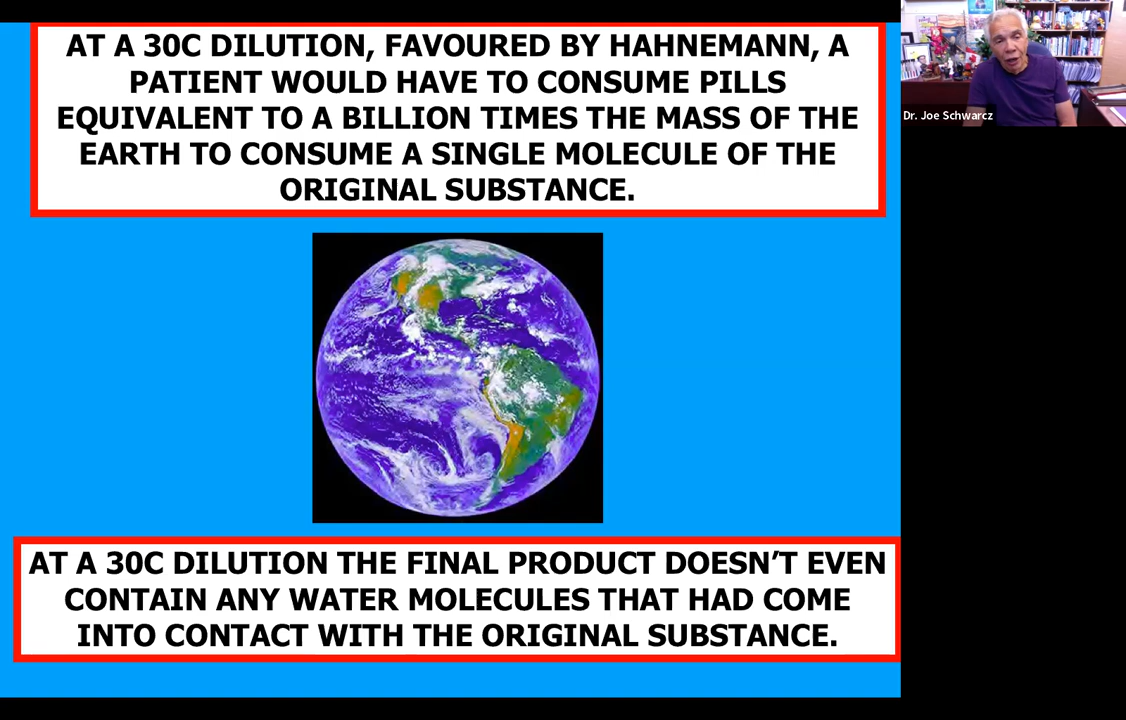 AT A 30C DILUTION, FAVOURED BY HAHNEMANN, A
PATIENT WOULD HAVE TO CONSUME PILLS
EQUIVALENT TO A BILLION TIMES THE MASS OF THE
EARTH TO CONSUME A SINGLE MOLECULE OF THE
ORIGINAL SUBSTANCE.
Dr. Joe Schwarcz
AT A 30C DILUTION THE FINAL PRODUCT DOESN’T EVEN
CONTAIN ANY WATER MOLECULES THAT HAD COME
INTO CONTACT WITH THE ORIGINAL SUBSTANCE.